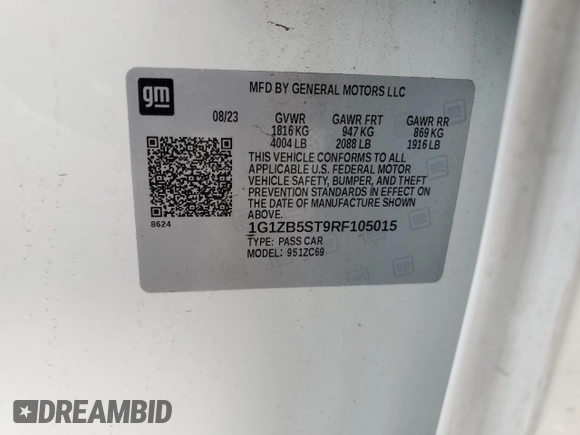 gm
MFD BY GENERAL MOTORS LLC
08/23 GVWR GAWR FRT GAWR RR
1816 KG 947 KG 869 KG
4004 LB 2088 LB 1916 LB
THIS VEHICLE CONFORMS TO ALL
APPLICABLE U.S. FEDERAL MOTOR
VEHICLE SAFETY, BUMPER, AND THEFT
PREVENTION STANDARDS IN EFFECT ON
THE DATE OF MANUFACTURE SHOWN
ABOVE.
8624
1G1ZB5ST9RF105015
TYPE: PASS CAR
MODEL: 951ZC69
DREAMBID